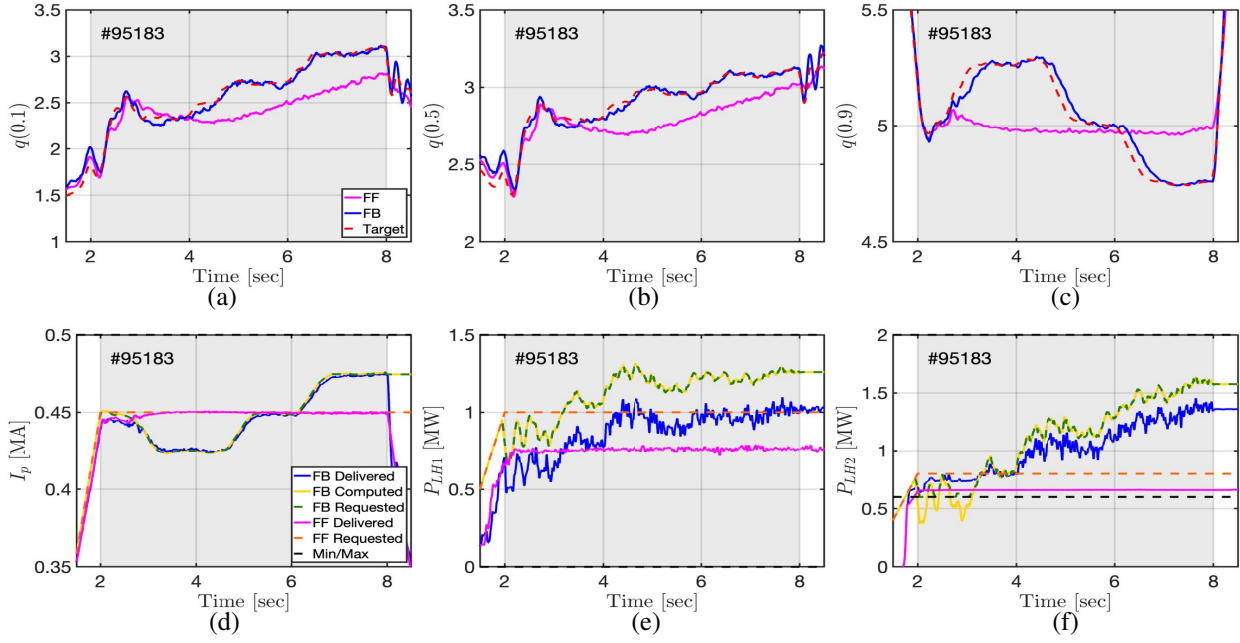 #95183
q(0.1)
3.5
3
2.5
2
1.5
1
2
4
6
8
Time [sec]
FF
FB
Target
(a)
#95183
q(0.5)
3.5
3
2.5
2
2
4
6
8
Time [sec]
(b)
#95183
q(0.9)
5.5
5
4.5
2
4
6
8
Time [sec]
(c)
#95183
I_p [MA]
0.5
0.45
0.4
0.35
2
4
6
8
Time [sec]
FB Delivered
FB Computed
FB Requested
FF Delivered
FF Requested
Min/Max
(d)
#95183
P_{LH1} [MW]
1.5
1
0.5
0
2
4
6
8
Time [sec]
(e)
#95183
P_{LH2} [MW]
2
1.5
1
0.5
0
2
4
6
8
Time [sec]
(f)